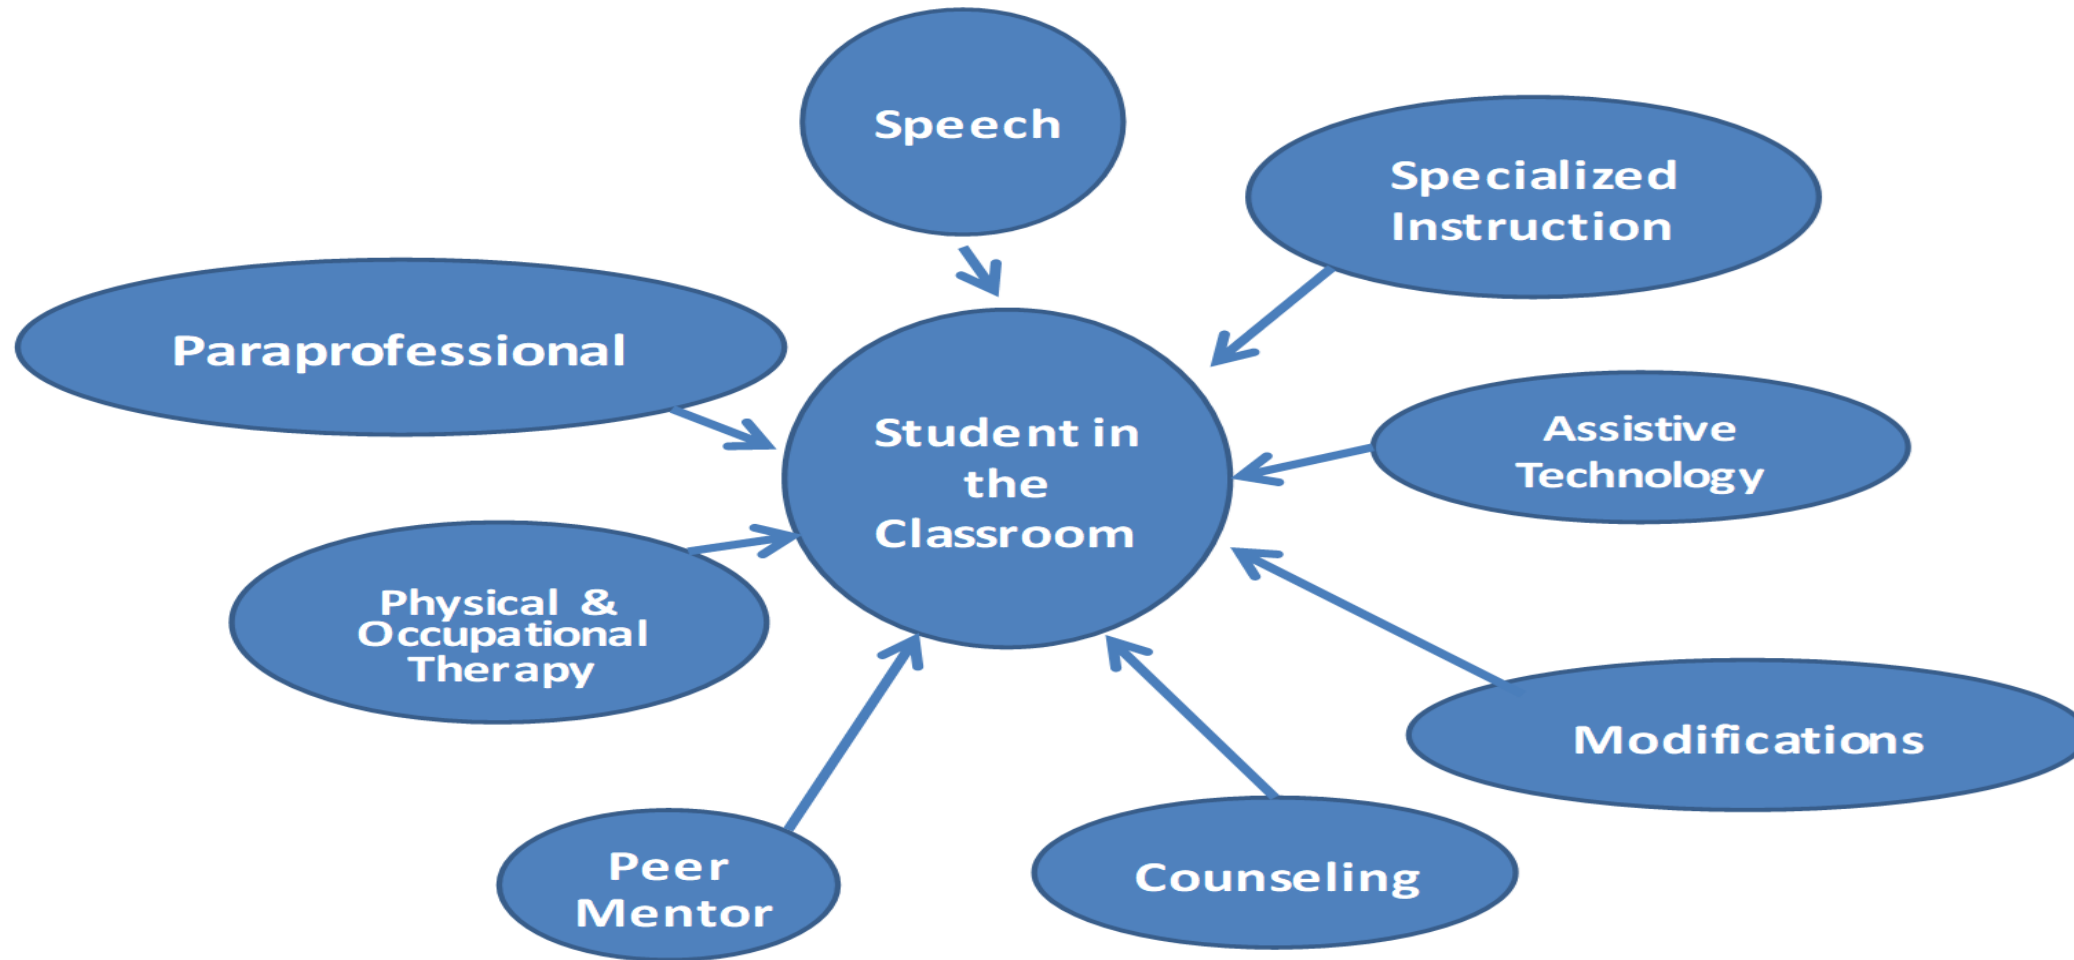 Speech
Specialized
Instruction
Paraprofessional
Student in
the
Classroom
Assistive
Technology
Physical &
Occupational
Therapy
Modifications
Peer
Mentor
Counseling